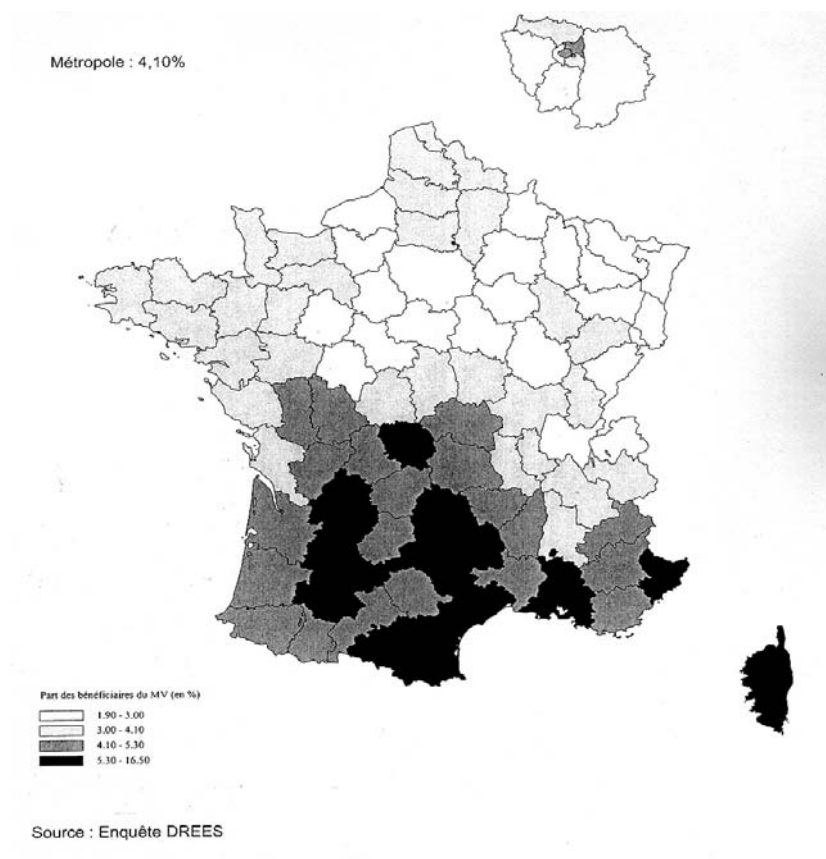 Métropole : 4,10%
Part des bénéficiaires du MV (en %)
1.90 - 3.00
3.00 - 4.10
4.10 - 5.30
5.30 - 16.50
Source : Enquête DREES